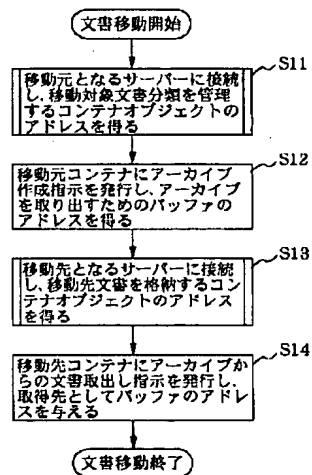 文書移動開始
S11
移動元となるサーバーに接続
し、移動対象文書分類を管理
するコンテナオブジェクトの
アドレスを得る
S12
移動元コンテナにアーカイブ
作成指示を発行し、アーカイブ
を取り出すためのバッファの
アドレスを得る
S13
移動先となるサーバーに接続
し、移動先文書を格納するコン
テナオブジェクトのアドレス
を得る
S14
移動先コンテナにアーカイブか
らの文書取出し指示を発行し、
取得先としてバッファのアドレ
スを与える
文書移動終了